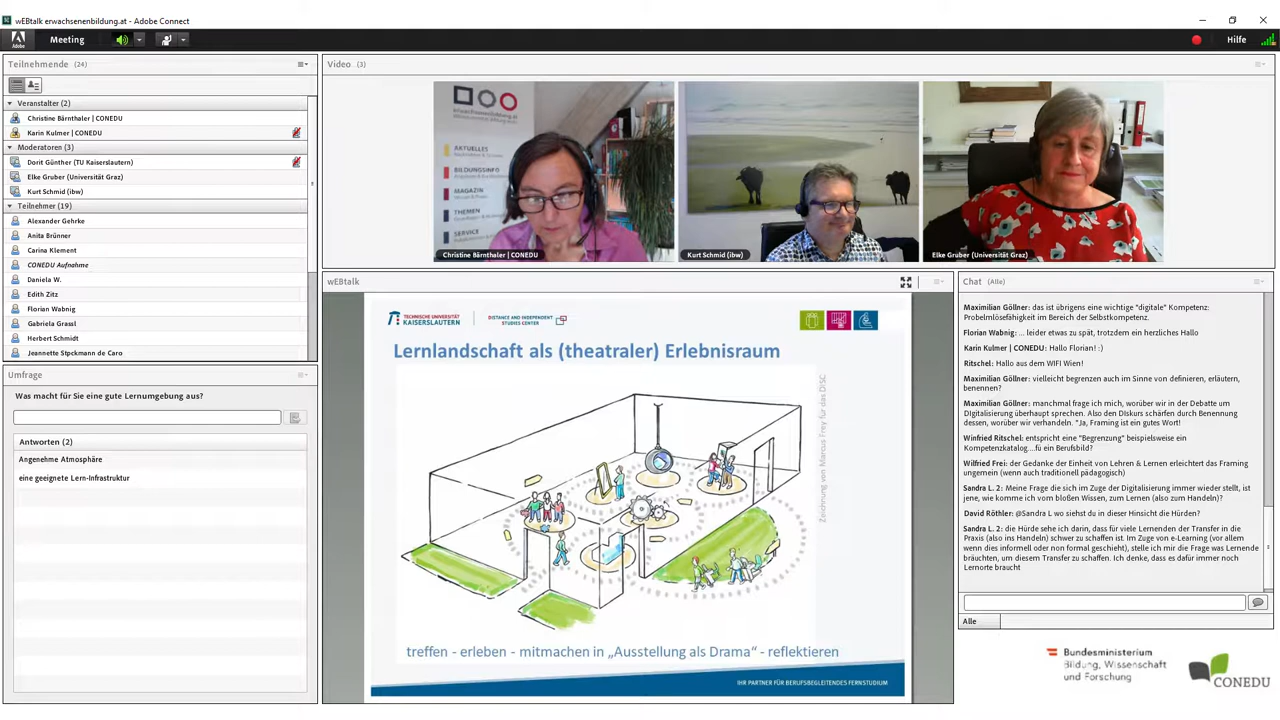 wEBtalk erwachsenenbildung.at - Adobe Connect
Meeting
Hilfe
Teilnehmende (24)
Veranstalter (2)
Christine Bärnthaler | CONEDU
Karin Kulmer | CONEDU
Moderatoren (3)
Dorit Günther (TU Kaiserslautern)
Elke Gruber (Universität Graz)
Kurt Schmid (ibw)
Teilnehmer (19)
Alexander Gehrke
Anita Brünner
Carina Klement
CONEDU Aufnahme
Daniela W.
Edith Zitz
Florian Wabnig
Gabriela Grassl
Herbert Schmidt
Jeannette Stpckmann de Caro
Umfrage
Was macht für Sie eine gute Lernumgebung aus?
Antworten (2)
Angenehme Atmosphäre
eine geeignete Lern-Infrastruktur
Video (3)
AKTUELLES
BILDUNGSINFO
MAGAZIN
THEMEN
SERVICE
Christine Bärnthaler | CONEDU
Kurt Schmid (ibw)
Elke Gruber (Universität Graz)
wEBtalk
TECHNISCHE UNIVERSITÄT
KAISERSLAUTERN
DISTANCE AND INDEPENDENT
STUDIES CENTER
Lernlandschaft als (theatraler) Erlebnisraum
Zeichnung von Marcus Frey für das DISC
treffen - erleben - mitmachen in „Ausstellung als Drama“ - reflektieren
IHR PARTNER FÜR BERUFSBEGLEITENDES FERNSTUDIUM
Chat (Alle)
Maximilian Göllner: das ist übrigens eine wichtige "digitale" Kompetenz:
Probelmlösefähigkeit im Bereich der Selbstkompetenz.
Florian Wabnig: ... leider etwas zu spät, trotzdem ein herzliches Hallo
Karin Kulmer | CONEDU: Hallo Florian! :)
Ritschel: Hallo aus dem WIFI Wien!
Maximilian Göllner: vielleicht begrenzen auch im Sinne von definieren, erläutern,
benennen?
Maximilian Göllner: manchmal frage ich mich, worüber wir in der Debatte um
Digitalisierung überhaupt sprechen. Also den DIskurs schärfen durch Benennung
dessen, worüber wir verhandeln. "Ja, Framing ist ein gutes Wort!
Winfried Ritschel: entspricht eine "Begrenzung" beispielsweise ein
Kompetenzkatalog....fü ein Berufsbild?
Wilfried Frei: der Gedanke der Einheit von Lehren & Lernen erleichtert das Framing
ungemein (wenn auch traditionell pädagogisch)
Sandra L. 2: Meine Frage die sich im Zuge der Digitalisierung immer wieder stellt, ist
jene, wie komme ich vom bloßen Wissen, zum Lernen (also zum Handeln)?
David Röthler: @Sandra L wo siehst du in dieser Hinsicht die Hürden?
Sandra L. 2: die Hürde sehe ich darin, daß für viele Lernenden der Transfer in die
Praxis (also ins Handeln) schwer zu schaffen ist. Im Zuge von e-Learning (vor allem
wenn dies informell oder non formal geschieht), stelle ich mir die Frage was Lernende
bräuchten, um diesem Transfer zu schaffen. Ich denke, dass es dafür immer noch
Lernorte braucht
Alle
Bundesministerium
Bildung, Wissenschaft
und Forschung
CONEDU